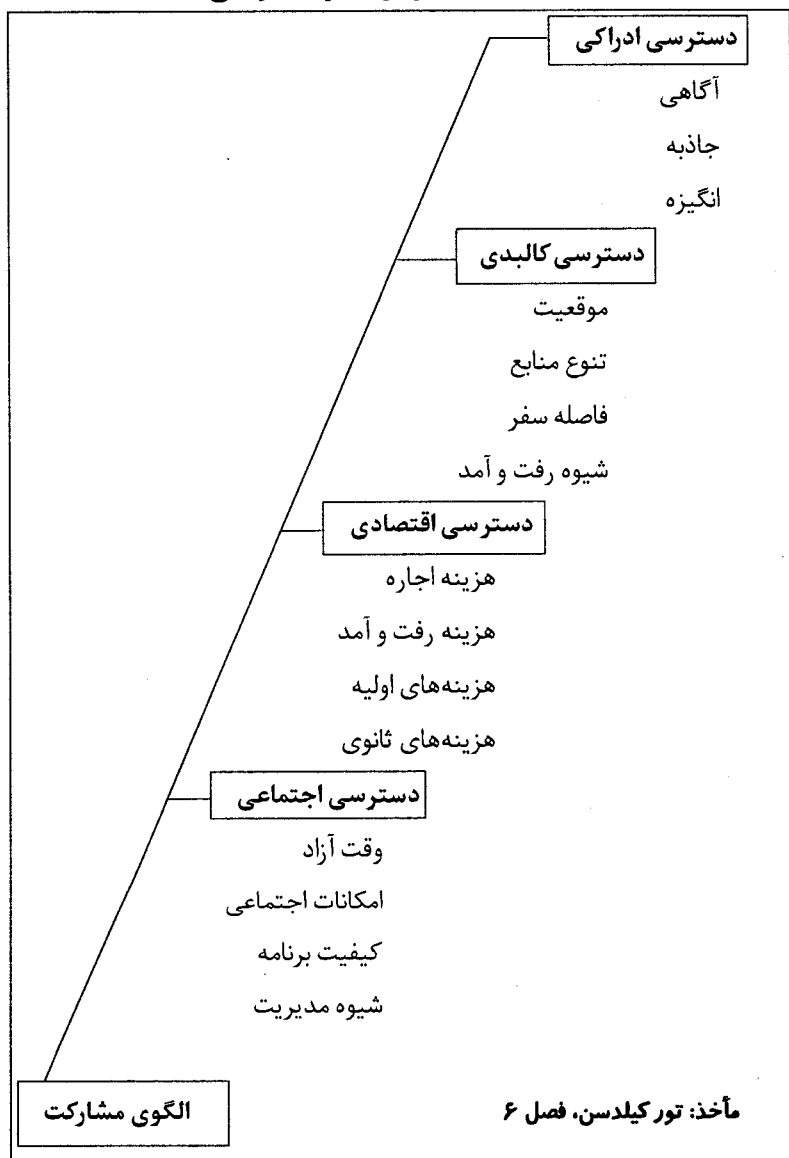 دسترسی ادراکی
آگاهی
جاذبه
انگیزه
دسترسی کالبدی
موقعیت
تنوع منابع
فاصله سفر
شیوه رفت و آمد
دسترسی اقتصادی
هزینه اجاره
هزینه رفت و آمد
هزینه‌های اولیه
هزینه‌های ثانوی
دسترسی اجتماعی
وقت آزاد
امکانات اجتماعی
کیفیت برنامه
شیوه مدیریت
الگوی مشارکت
مأخذ: تور کیلدسن، فصل ۶